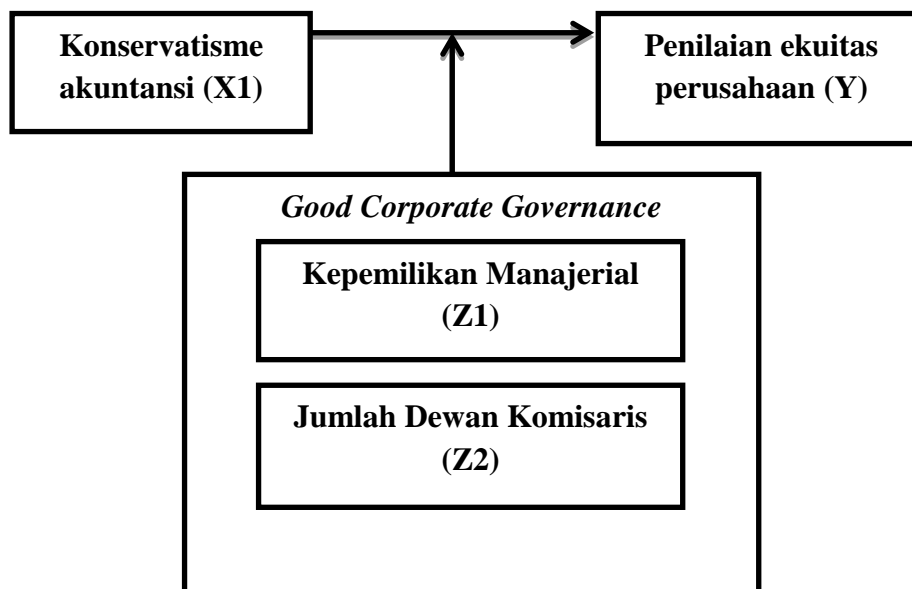 Konservatisme
akuntansi (X1)
Penilaian ekuitas
perusahaan (Y)
Good Corporate Governance
Kepemilikan Manajerial
(Z1)
Jumlah Dewan Komisaris
(Z2)